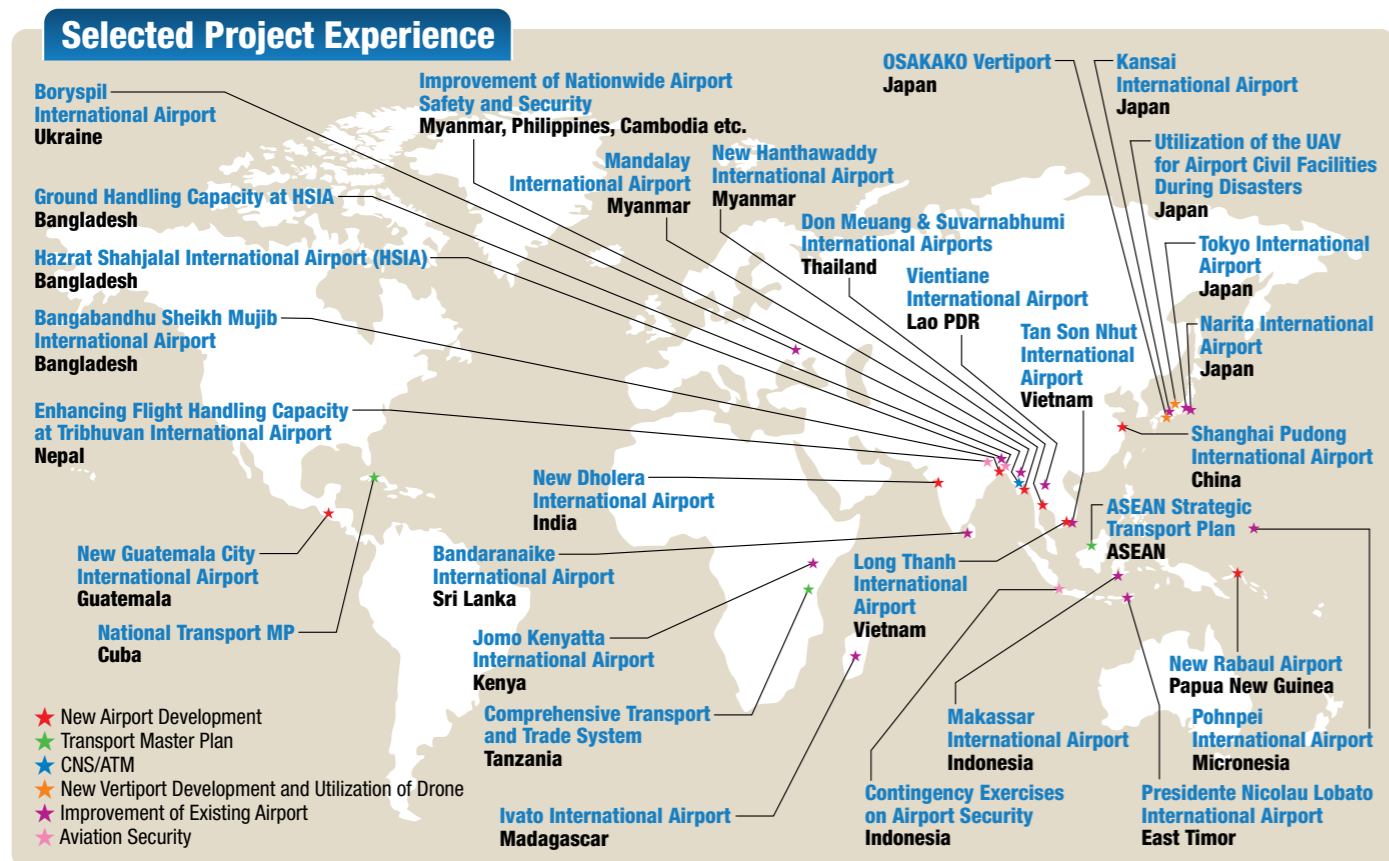 Selected Project Experience
Boryspil
International Airport
Ukraine
Improvement of Nationwide Airport
Safety and Security
Myanmar, Philippines, Cambodia etc.
OSAKAKO Vertiport
Japan
Kansai
International Airport
Japan
Utilization of the UAV
for Airport Civil Facilities
During Disasters
Japan
Mandalay
International Airport
Myanmar
New Hanthawaddy
International Airport
Myanmar
Ground Handling Capacity at HSIA
Bangladesh
Don Meuang & Suvarnabhumi
International Airports
Thailand
Tokyo International
Airport
Japan
Hazrat Shahjalal International Airport (HSIA)
Bangladesh
Vientiane
International Airport
Lao PDR
Bangabandhu Sheikh Mujib
International Airport
Bangladesh
Tan Son Nhut
International
Airport
Vietnam
Narita International
Airport
Japan
Enhancing Flight Handling Capacity
at Tribhuvan International Airport
Nepal
Shanghai Pudong
International Airport
China
New Dholera
International Airport
India
ASEAN Strategic
Transport Plan
ASEAN
New Guatemala City
International Airport
Guatemala
Bandaranaike
International Airport
Sri Lanka
Long Thanh
International
Airport
Vietnam
National Transport MP
Cuba
Jomo Kenyatta
International Airport
Kenya
New Rabaul Airport
Papua New Guinea
Comprehensive Transport
and Trade System
Tanzania
Makassar
International Airport
Indonesia
Pohnpei
International Airport
Micronesia
Ivato International Airport
Madagascar
Contingency Exercises
on Airport Security
Indonesia
Presidente Nicolau Lobato
International Airport
East Timor
New Airport Development
Transport Master Plan
CNS/ATM
New Vertiport Development and Utilization of Drone
Improvement of Existing Airport
Aviation Security